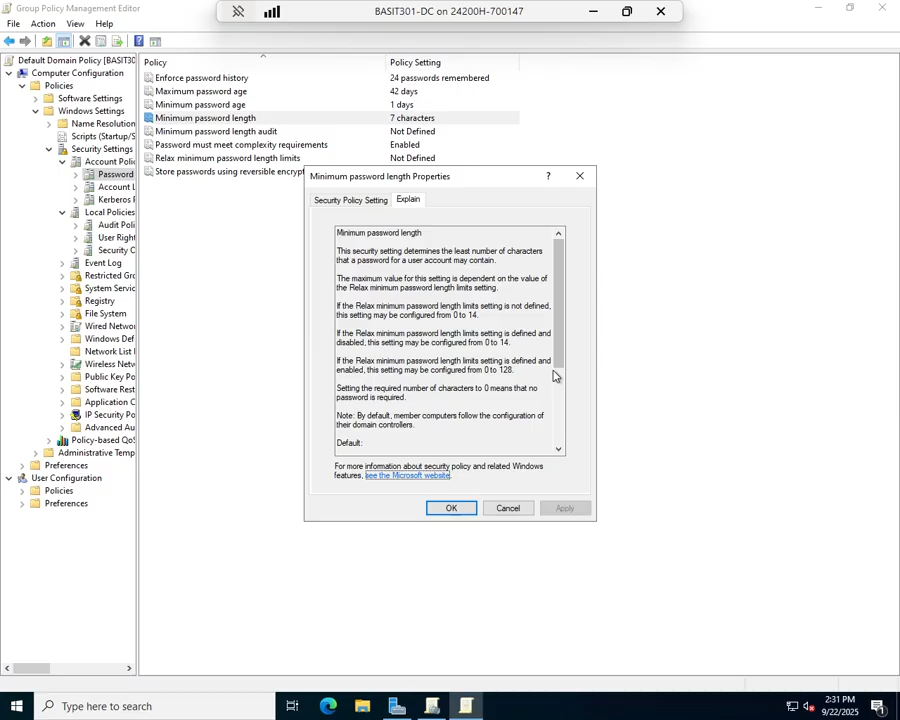 Group Policy Management Editor
BASIT301-DC on 24200H-700147
File Action View Help
Default Domain Policy [BASIT30
Computer Configuration
Policies
Software Settings
Windows Settings
Name Resolution
Scripts (Startup/S
Security Settings
Account Polic
Password
Account L
Kerberos P
Local Policies
Audit Poli
User Right
Security O
Event Log
Restricted Gro
System Servic
Registry
File System
Wired Networ
Windows Def
Network List
Wireless Netw
Public Key Po
Software Rest
Application C
IP Security Po
Advanced Au
Policy-based QoS
Administrative Temp
Preferences
User Configuration
Policies
Preferences
Policy Policy Setting
Enforce password history 24 passwords remembered
Maximum password age 42 days
Minimum password age 1 days
Minimum password length 7 characters
Minimum password length audit Not Defined
Password must meet complexity requirements Enabled
Relax minimum password length limits Not Defined
Store passwords using reversible encrypt
Minimum password length Properties ?
Security Policy Setting Explain
Minimum password length
This security setting determines the least number of characters
that a password for a user account may contain.
The maximum value for this setting is dependent on the value of
the Relax minimum password length limits setting.
If the Relax minimum password length limits setting is not defined,
this setting may be configured from 0 to 14.
If the Relax minimum password length limits setting is defined and
disabled, this setting may be configured from 0 to 14.
If the Relax minimum password length limits setting is defined and
enabled, this setting may be configured from 0 to 128.
Setting the required number of characters to 0 means that no
password is required.
Note: By default, member computers follow the configuration of
their domain controllers.
Default:
For more information about security policy and related Windows
features, see the Microsoft website.
OK Cancel Apply
Type here to search
2:31 PM
9/22/2025
1